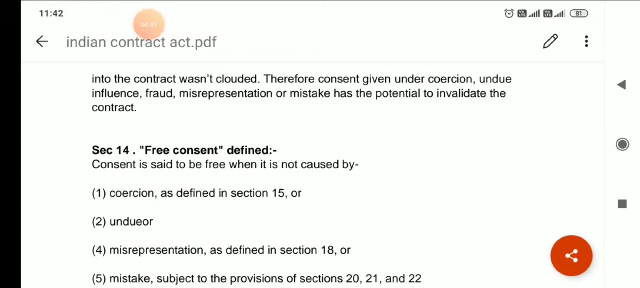 11:42
81
indian contract act.pdf
into the contract wasn't clouded. Therefore consent given under coercion, undue
influence, fraud, misrepresentation or mistake has the potential to invalidate the
contract.
Sec 14 . "Free consent" defined:-
Consent is said to be free when it is not caused by-
(1) coercion, as defined in section 15, or
(2) undueor
(4) misrepresentation, as defined in section 18, or
(5) mistake, subject to the provisions of sections 20, 21, and 22